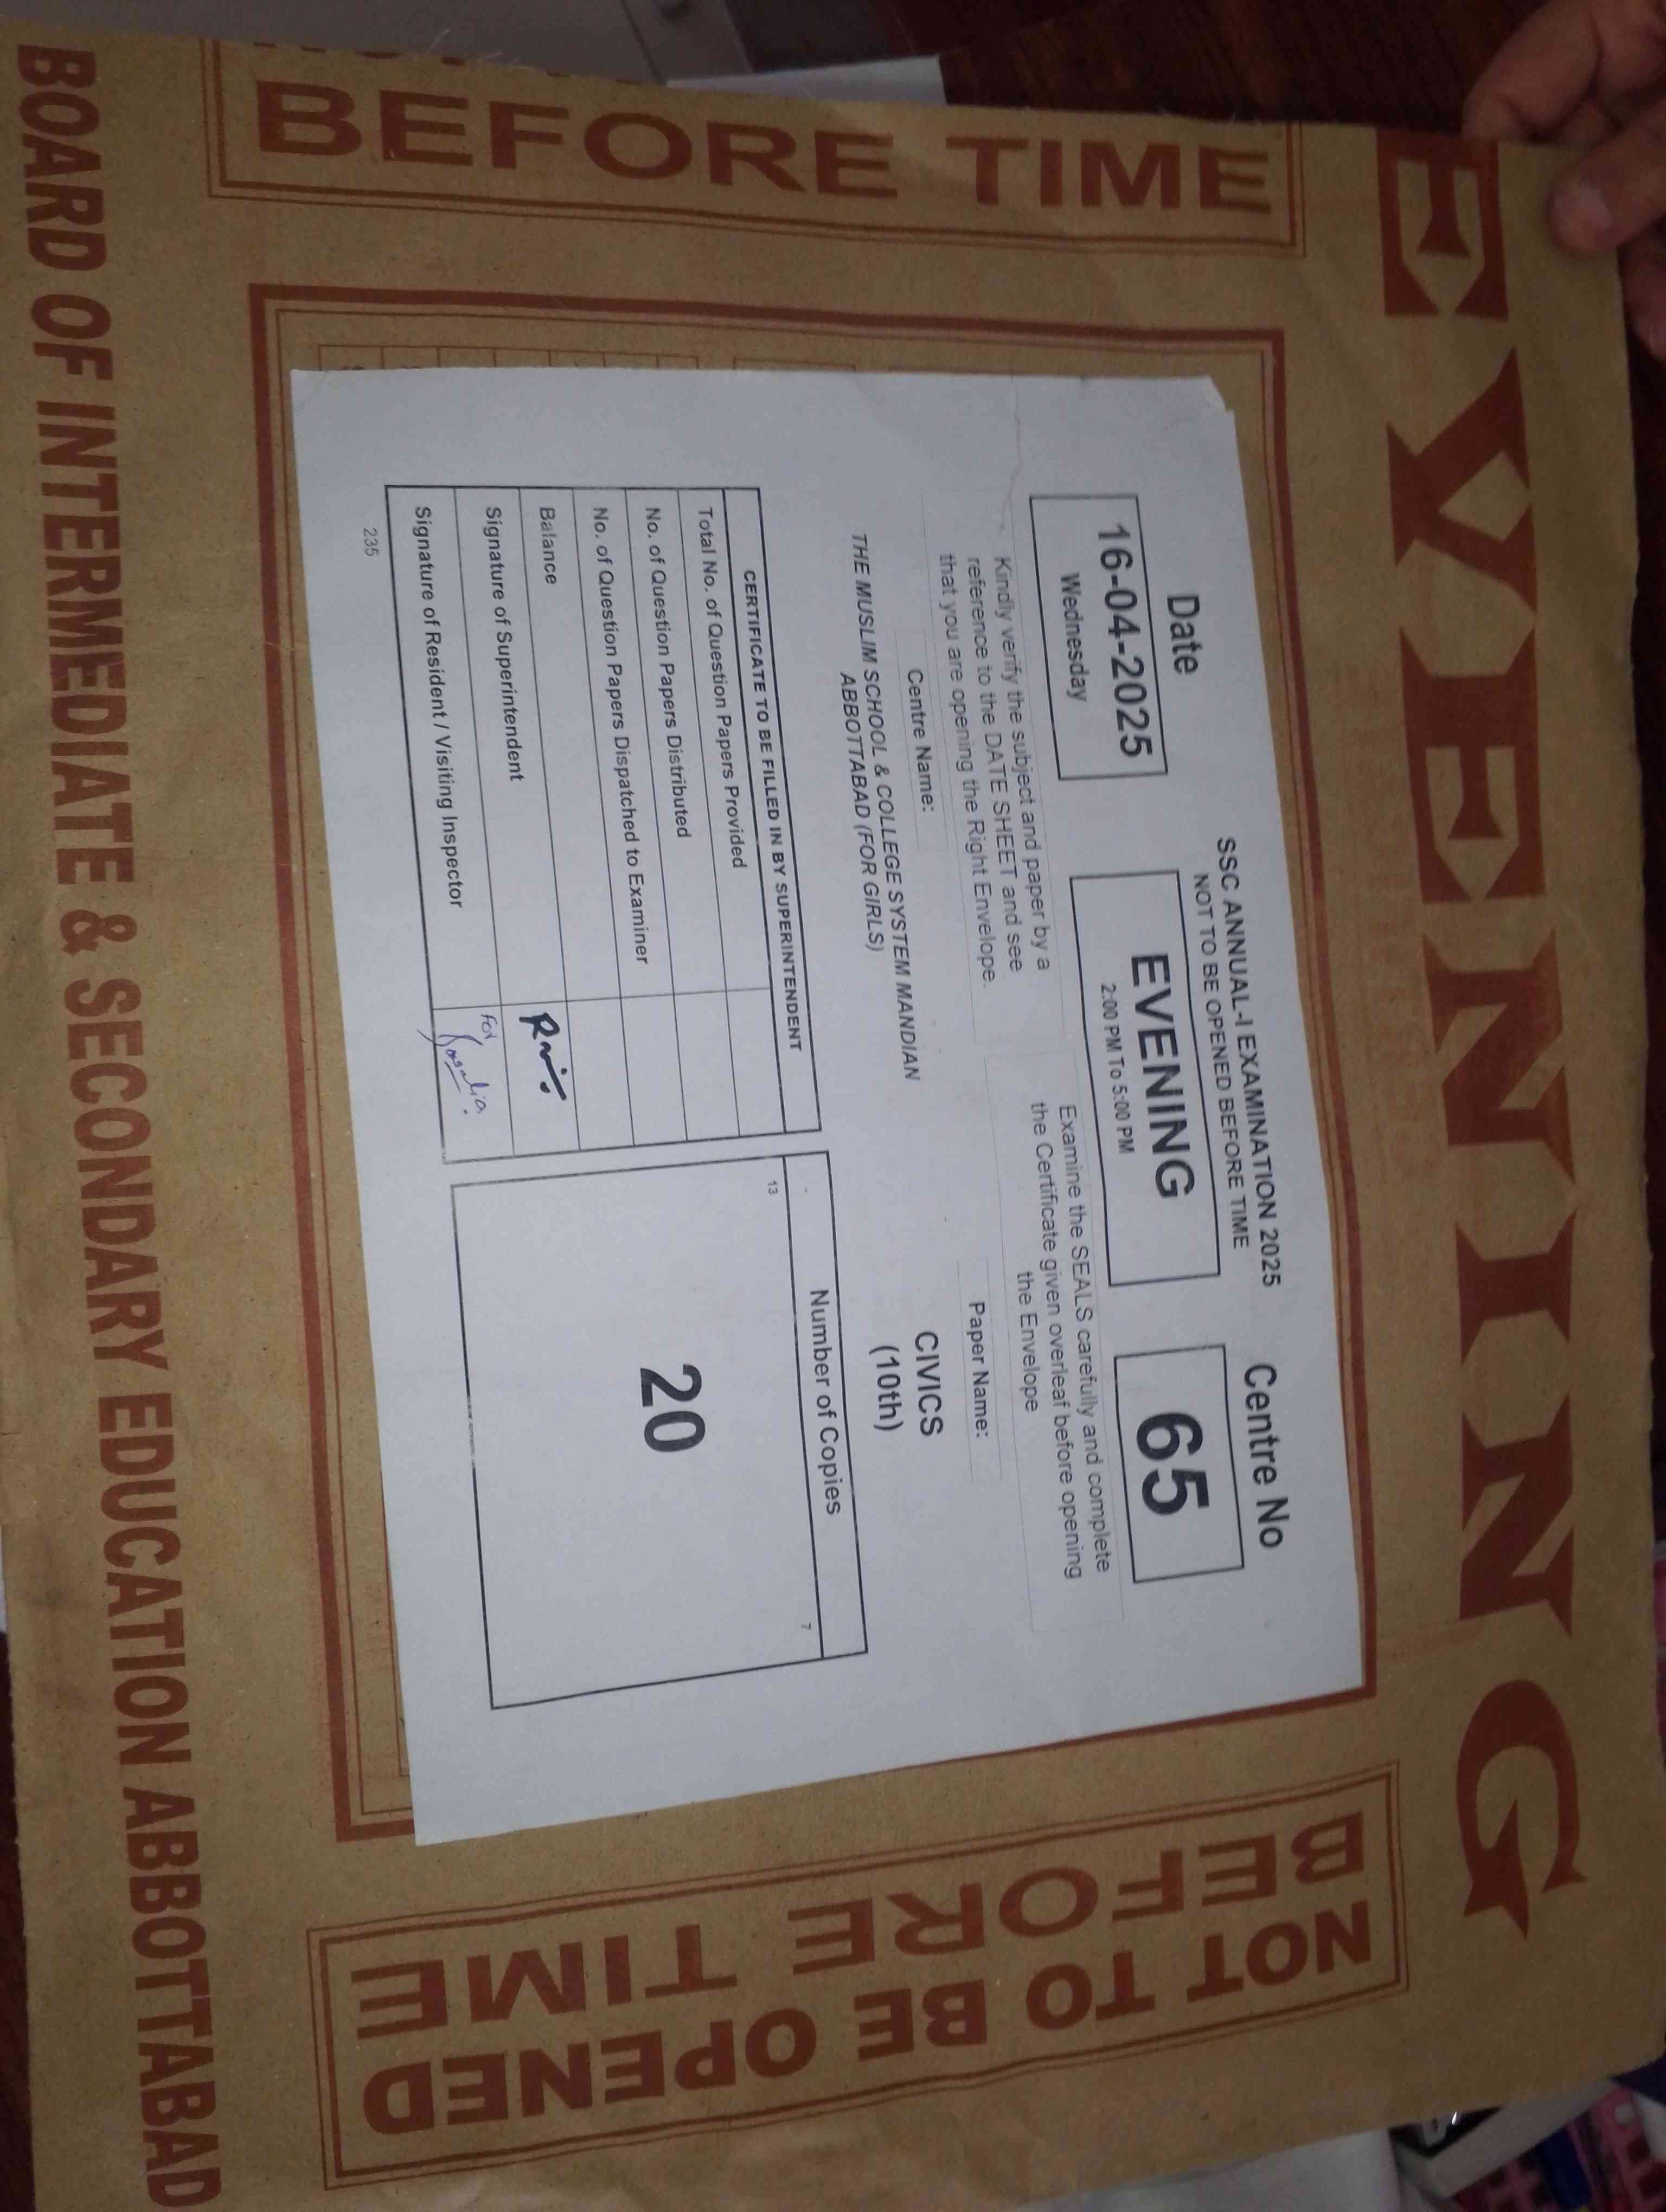 EVENING
BEFORE TIME
SSC ANNUAL-I EXAMINATION 2025
NOT TO BE OPENED BEFORE TIME
Date
Centre No
16-04-2025
Wednesday
EVENING
2:00 PM To 5:00 PM
65
Kindly verify the subject and paper by a
reference to the DATE SHEET and see
that you are opening the Right Envelope.
Examine the SEALS carefully and complete
the Certificate given overleaf before opening
the Envelope
Centre Name:
THE MUSLIM SCHOOL & COLLEGE SYSTEM MANDIAN
ABBOTTABAD (FOR GIRLS)
Paper Name:
CIVICS
(10th)
CERTIFICATE TO BE FILLED IN BY SUPERINTENDENT
Total No. of Question Papers Provided
No. of Question Papers Distributed
No. of Question Papers Dispatched to Examiner
Balance
Signature of Superintendent
For
Signature of Resident / Visiting Inspector
235
Number of Copies
13
7
20
NOT TO BE OPENED
BEFORE TIME
BOARD OF INTERMEDIATE & SECONDARY EDUCATION ABBOTTABAD